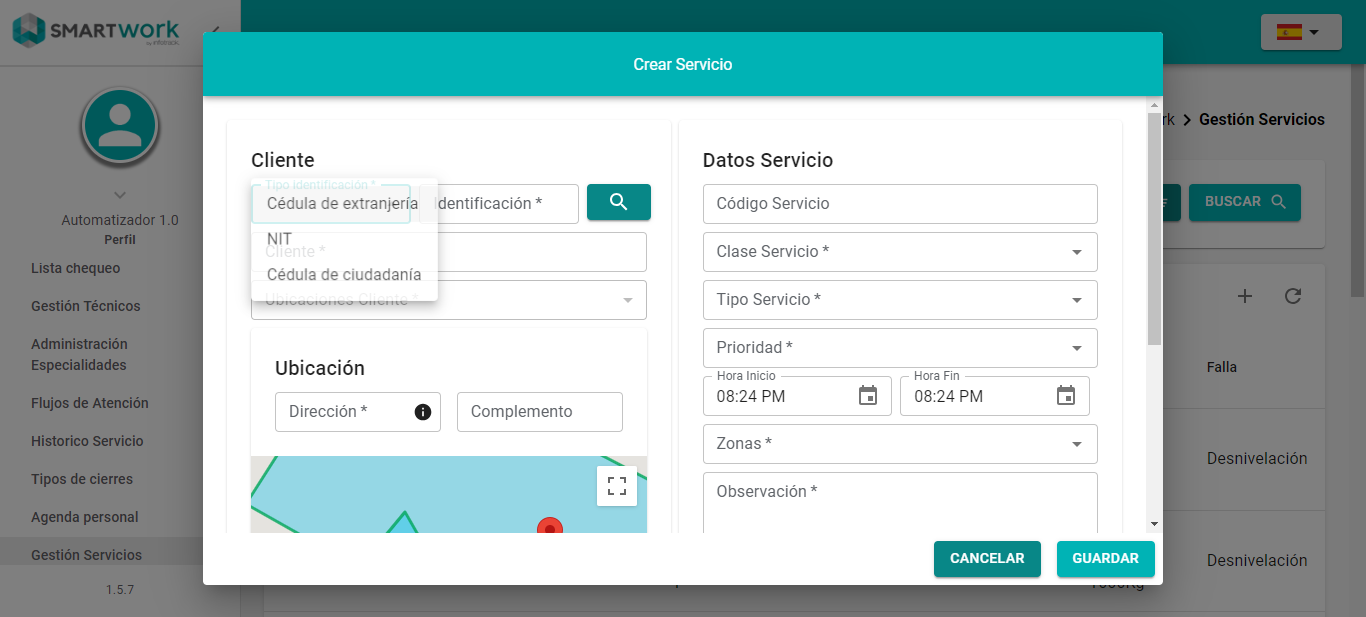 SMARTWORK
by infotrack
Crear Servicio
Gestión Servicios
Automatizador 1.0
Perfil
Lista chequeo
Gestión Técnicos
Administración
Especialidades
Flujos de Atención
Historico Servicio
Tipos de cierres
Agenda personal
Gestión Servicios
1.5.7
Cliente
Tipo Identificación *
Cédula de extranjería
NIT
Cédula de ciudadanía
Identificación *
Cliente *
Ubicaciones Cliente *
Ubicación
Dirección *
Complemento
Datos Servicio
Código Servicio
Clase Servicio *
Tipo Servicio *
Prioridad *
Hora Inicio
08:24 PM
Hora Fin
08:24 PM
Zonas *
Observación *
CANCELAR
GUARDAR
BUSCAR
Falla
Desnivelación
Desnivelación